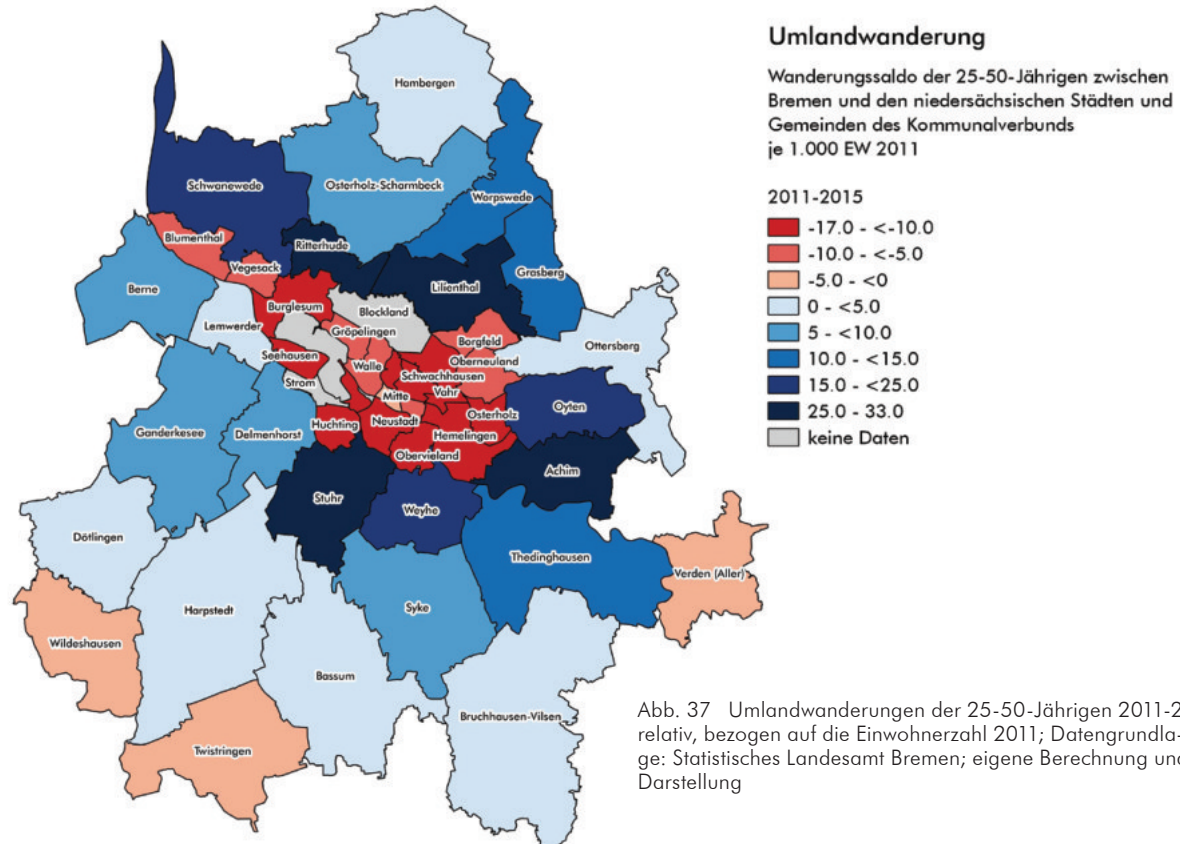 Umlandwanderung
Wanderungssaldo der 25-50-Jährigen zwischen
Bremen und den niedersächsischen Städten und
Gemeinden des Kommunalverbunds
je 1.000 EW 2011
2011-2015
-17.0 - <-10.0
-10.0 - <-5.0
-5.0 - <0
0 - <5.0
5 - <10.0
10.0 - <15.0
15.0 - <25.0
25.0 - 33.0
keine Daten
Hambergen
Schwanewede
Osterholz-Scharmbeck
Worpswede
Blumenthal
Ritterhude
Vegesack
Grasberg
Berne
Lilienthal
Burglesum
Blockland
Lemwerder
Gröpelingen
Borgfeld
Ottersberg
Seehausen
Oberneuland
Walle
Schwachhausen
Strom
Vahr
Mitte
Oyten
Huchting
Neustadt
Osterholz
Ganderkesee
Delmenhorst
Hemelingen
Obervieland
Achim
Stuhr
Weyhe
Dötlingen
Thedinghausen
Verden (Aller)
Harpstedt
Syke
Wildeshausen
Bassum
Bruchhausen-Vilsen
Twistringen
Abb. 37 Umlandwanderungen der 25-50-Jährigen 2011-2
relativ, bezogen auf die Einwohnerzahl 2011; Datengrundla-
ge: Statistisches Landesamt Bremen; eigene Berechnung und
Darstellung